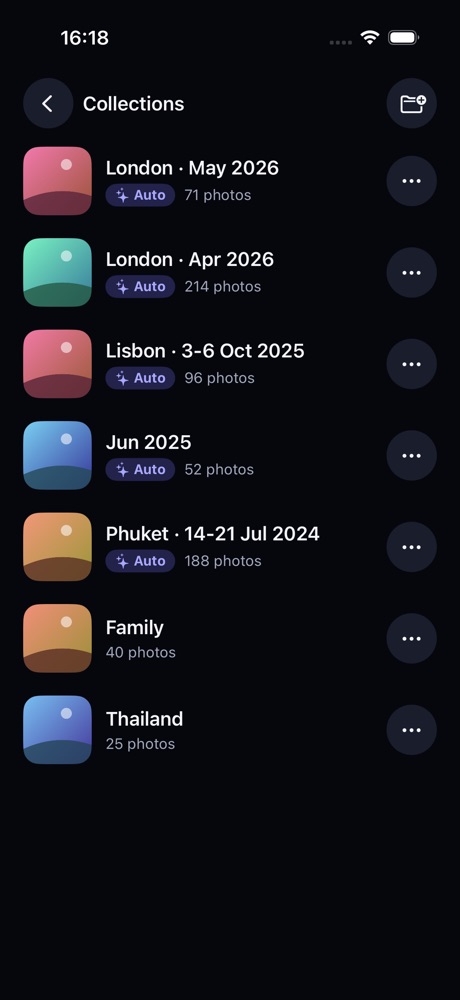 16:18
Collections
London · May 2026
Auto 71 photos
London · Apr 2026
Auto 214 photos
Lisbon · 3-6 Oct 2025
Auto 96 photos
Jun 2025
Auto 52 photos
Phuket · 14-21 Jul 2024
Auto 188 photos
Family
40 photos
Thailand
25 photos